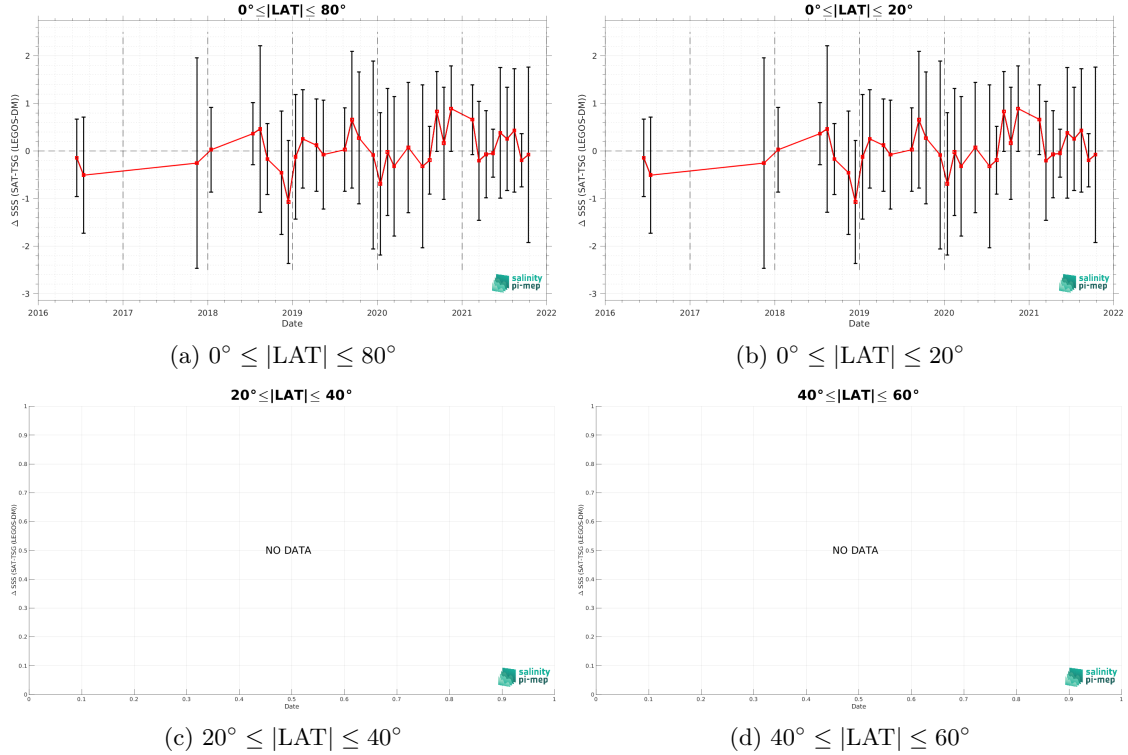 0°≤|LAT|≤ 80°
Δ SSS (SAT-TSG (LEGOS-DM))
2
1
0
-1
-2
-3
2016
2017
2018
2019
2020
2021
2022
Date
salinity
pi-mep
(a) 0° ≤ |LAT| ≤ 80°
0°≤|LAT|≤ 20°
Δ SSS (SAT-TSG (LEGOS-DM))
2
1
0
-1
-2
-3
2016
2017
2018
2019
2020
2021
2022
Date
salinity
pi-mep
(b) 0° ≤ |LAT| ≤ 20°
20°≤|LAT|≤ 40°
Δ SSS (SAT-TSG (LEGOS-DM))
1
0.9
0.8
0.7
0.6
0.5
0.4
0.3
0.2
0.1
0
NO DATA
0
0.1
0.2
0.3
0.4
0.5
0.6
0.7
0.8
0.9
1
Date
salinity
pi-mep
(c) 20° ≤ |LAT| ≤ 40°
40°≤|LAT|≤ 60°
Δ SSS (SAT-TSG (LEGOS-DM))
1
0.9
0.8
0.7
0.6
0.5
0.4
0.3
0.2
0.1
0
NO DATA
0
0.1
0.2
0.3
0.4
0.5
0.6
0.7
0.8
0.9
1
Date
salinity
pi-mep
(d) 40° ≤ |LAT| ≤ 60°